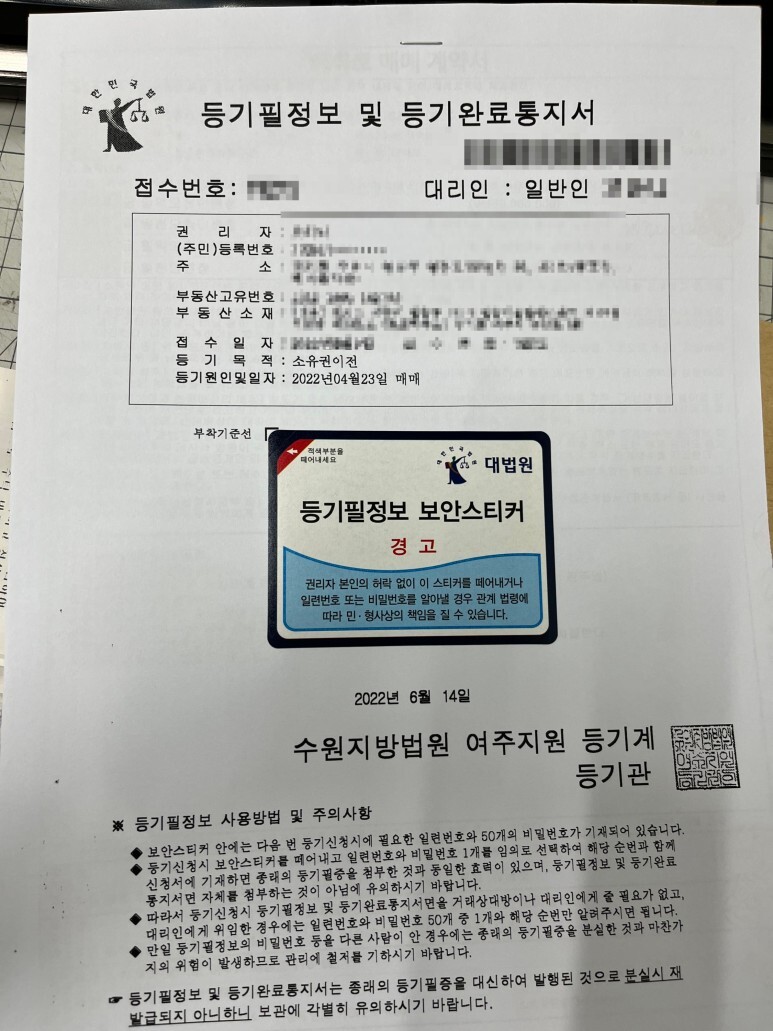 대한민국법원
등기필정보 및 등기완료통지서
접수번호:
대리인 : 일반인
권 리 자 :
(주민)등록번호 :
주 소 :
부동산고유번호 :
부 동 산 소 재 :
접 수 일 자 :
등 기 목 적 : 소유권이전
등기원인및일자 : 2022년04월23일 매매
부착기준선
적색부분을
떼어내세요
대한민국법원
대법원
등기필정보 보안스티커
경 고
권리자 본인의 허락 없이 이 스티커를 떼어내거나
일련번호 또는 비밀번호를 알아낼 경우 관계 법령에
따라 민·형사상의 책임을 질 수 있습니다.
2022년 6월 14일
수원지방법원 여주지원 등기계
등기관
※ 등기필정보 사용방법 및 주의사항
◆ 보안스티커 안에는 다음 번 등기신청시에 필요한 일련번호와 50개의 비밀번호가 기재되어 있습니다.
◆ 등기신청시 보안스티커를 떼어내고 일련번호와 비밀번호 1개를 임의로 선택하여 해당 순번과 함께
신청서에 기재하면 종래의 등기필증을 첨부한 것과 동일한 효력이 있으며, 등기필정보 및 등기완료
통지서면 자체를 첨부하는 것이 아님에 유의하시기 바랍니다.
◆ 따라서 등기신청시 등기필정보 및 등기완료통지서면을 거래상대방이나 대리인에게 줄 필요가 없고,
대리인에게 위임한 경우에는 일련번호와 비밀번호 50개 중 1개와 해당 순번만 알려주시면 됩니다.
◆ 만일 등기필정보의 비밀번호 등을 다른 사람이 안 경우에는 종래의 등기필증을 분실한 것과 마찬가
지의 위험이 발생하므로 관리에 철저를 기하시기 바랍니다.
☞ 등기필정보 및 등기완료통지서는 종래의 등기필증을 대신하여 발행된 것으로 분실시 재
발급되지 아니하니 보관에 각별히 유의하시기 바랍니다.